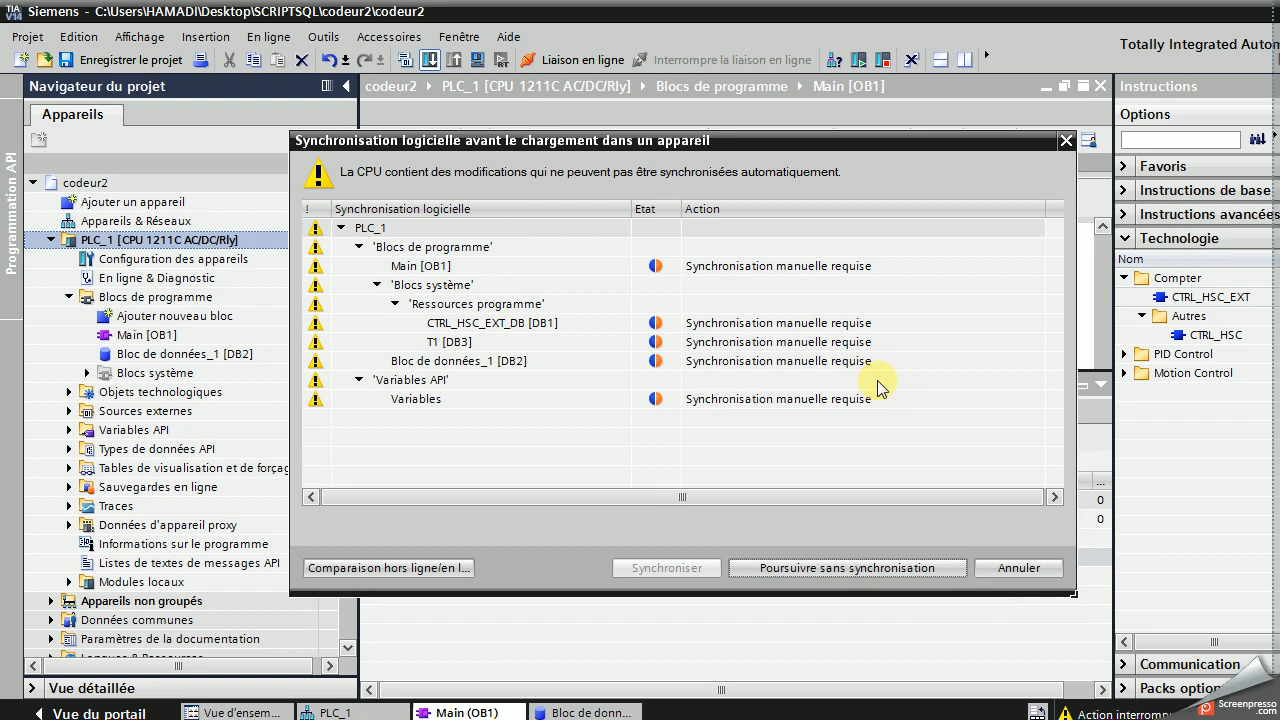 TIA
V14
Siemens - C:\Users\HAMADI\Desktop\SCRIPTSQL\codeur2\codeur2
Projet Edition Affichage Insertion En ligne Outils Accessoires Fenêtre Aide
Totally Integrated Autom
Enregistrer le projet
Liaison en ligne
Interrompre la liaison en ligne
Navigateur du projet
codeur2 PLC_1 [CPU 1211C AC/DC/Rly] Blocs de programme Main [OB1]
Instructions
Appareils
Options
Programmation API
Synchronisation logicielle avant le chargement dans un appareil
La CPU contient des modifications qui ne peuvent pas être synchronisées automatiquement.
! Synchronisation logicielle Etat Action
PLC_1
'Blocs de programme'
Main [OB1] Synchronisation manuelle requise
'Blocs système'
'Ressources programme'
CTRL_HSC_EXT_DB [DB1] Synchronisation manuelle requise
T1 [DB3] Synchronisation manuelle requise
Bloc de données_1 [DB2] Synchronisation manuelle requise
'Variables API'
Variables Synchronisation manuelle requise
Comparaison hors ligne/en l...
Synchroniser
Poursuivre sans synchronisation
Annuler
codeur2
Ajouter un appareil
Appareils & Réseaux
PLC_1 [CPU 1211C AC/DC/Rly]
Configuration des appareils
En ligne & Diagnostic
Blocs de programme
Ajouter nouveau bloc
Main [OB1]
Bloc de données_1 [DB2]
Blocs système
Objets technologiques
Sources externes
Variables API
Types de données API
Tables de visualisation et de forçag
Sauvegardes en ligne
Traces
Données d'appareil proxy
Informations sur le programme
Listes de textes de messages API
Modules locaux
Appareils non groupés
Données communes
Paramètres de la documentation
Langues & Ressources
Vue détaillée
Favoris
Instructions de base
Instructions avancées
Technologie
Nom
Compter
CTRL_HSC_EXT
Autres
CTRL_HSC
PID Control
Motion Control
...
0
0
Communication
Packs option
Vue du portail
Vue d'ensem...
PLC_1
Main (OB1)
Bloc de donn...
Action interromp
Screenpresso
.com